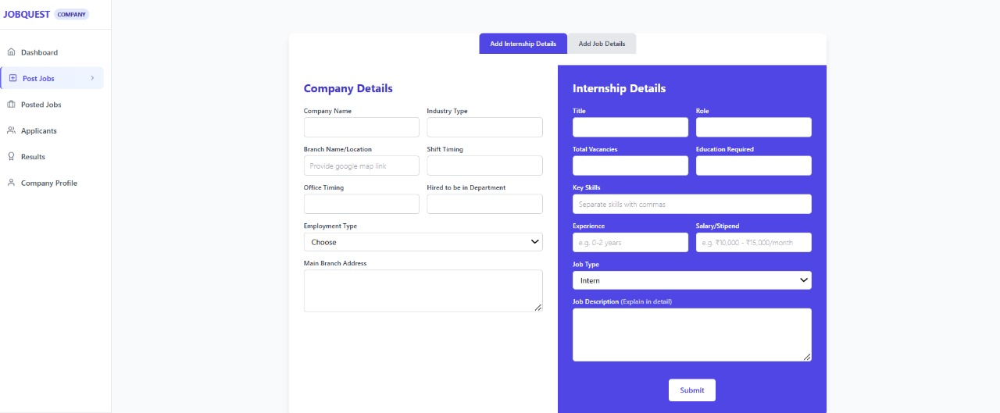 JOBQUEST COMPANY
Dashboard
Post Jobs
Posted Jobs
Applicants
Results
Company Profile
Add Internship Details
Add Job Details
Company Details
Company Name
Industry Type
Branch Name/Location
Shift Timing
Provide google map link
Office Timing
Hired to be in Department
Employment Type
Choose
Main Branch Address
Internship Details
Title
Role
Total Vacancies
Education Required
Key Skills
Separate skills with commas
Experience
Salary/Stipend
e.g. 0-2 years
e.g. ₹10,000 - ₹15,000/month
Job Type
Intern
Job Description (Explain in detail)
Submit